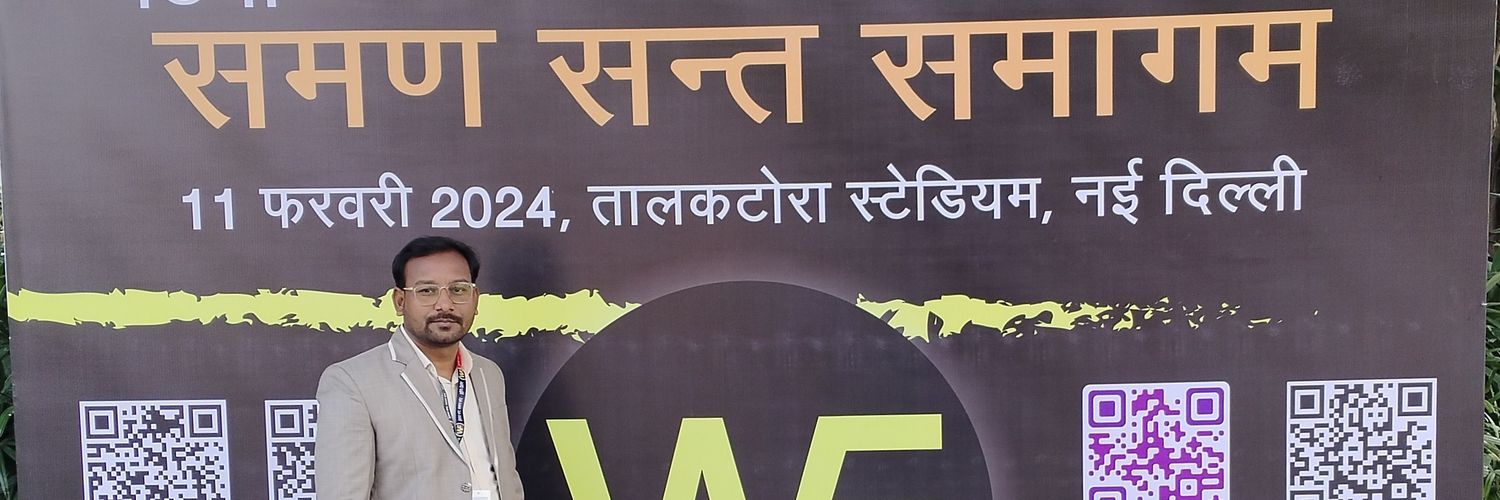 समण सन्त समागम
11 फरवरी 2024, तालकटोरा स्टेडियम, नई दिल्ली